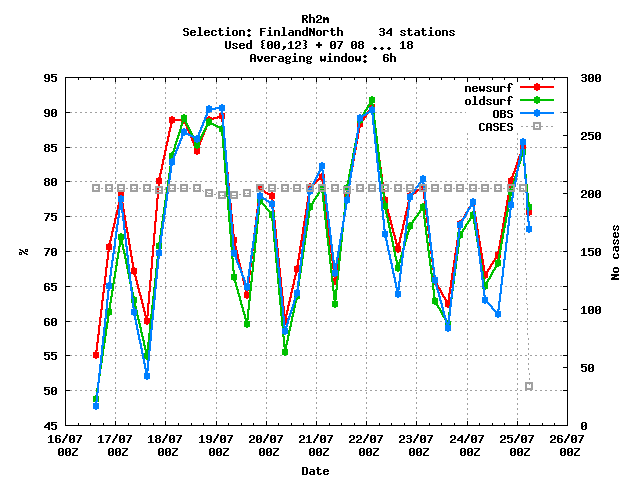 Rh2m
Selection: FinlandNorth 34 stations
Used {00,12} + 07 08 ... 18
Averaging window: 6h
newsurf
oldsurf
OBS
CASES
95
90
85
80
75
70
65
60
55
50
45
%
300
250
200
150
100
50
0
No cases
16/07 17/07 18/07 19/07 20/07 21/07 22/07 23/07 24/07 25/07 26/07
00Z 00Z 00Z 00Z 00Z 00Z 00Z 00Z 00Z 00Z 00Z
Date